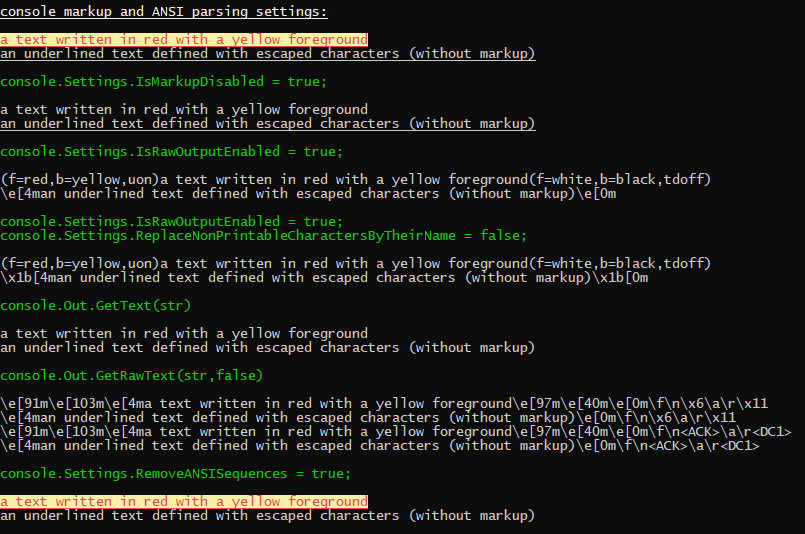 console markup and ANSI parsing settings:
a text written in red with a yellow foreground
an underlined text defined with escaped characters (without markup)
console.Settings.IsMarkupDisabled = true;
a text written in red with a yellow foreground
an underlined text defined with escaped characters (without markup)
console.Settings.IsRawOutputEnabled = true;
(f=red,b=yellow,uon)a text written in red with a yellow foreground(f=white,b=black,tdoff)
\e[4man underlined text defined with escaped characters (without markup)\e[0m
console.Settings.IsRawOutputEnabled = true;
console.Settings.ReplaceNonPrintableCharactersByTheirName = false;
(f=red,b=yellow,uon)a text written in red with a yellow foreground(f=white,b=black,tdoff)
\x1b[4man underlined text defined with escaped characters (without markup)\x1b[0m
console.Out.GetText(str)
a text written in red with a yellow foreground
an underlined text defined with escaped characters (without markup)
console.Out.GetRawText(str,false)
\e[91m\e[103m\e[4ma text written in red with a yellow foreground\e[97m\e[40m\e[0m\f\n\x6\a\r\x11
\e[4man underlined text defined with escaped characters (without markup)\e[0m\f\n\x6\a\r\x11
\e[91m\e[103m\e[4ma text written in red with a yellow foreground\e[97m\e[40m\e[0m\f\n<ACK>\a\r<DC1>
\e[4man underlined text defined with escaped characters (without markup)\e[0m\f\n<ACK>\a\r<DC1>
console.Settings.RemoveANSISequences = true;
a text written in red with a yellow foreground
an underlined text defined with escaped characters (without markup)